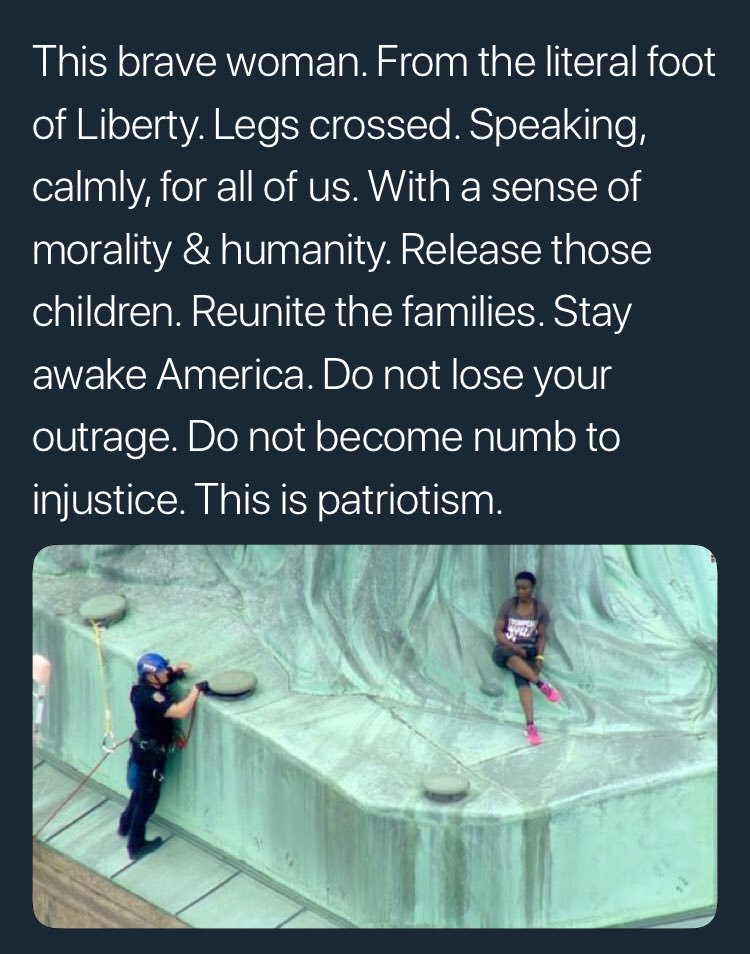 This brave woman. From the literal foot
of Liberty. Legs crossed. Speaking,
calmly, for all of us. With a sense of
morality & humanity. Release those
children. Reunite the families. Stay
awake America. Do not lose your
outrage. Do not become numb to
injustice. This is patriotism.